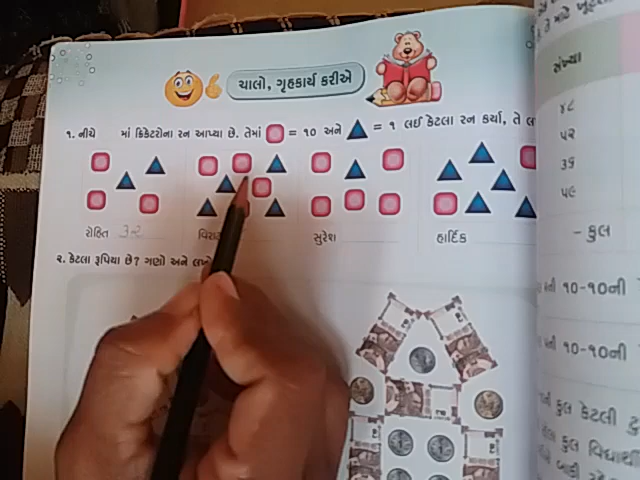 ચાલો, ગૃહકાર્ય કરીએ
૧. નીચે માં ક્રિકેટરોના રન આપ્યા છે. તેમાં = ૧૦ અને = ૧ લઈ કેટલા રન કર્યા, તે
રોહિત ૩૨
સુરેશ
હાર્દિક
૨. કેટલા રૂપિયા છે? ગણો અને
સંખ્યા
૪૮
૫૨
૩૬
૫૯
- કુલ
૧૦-૧૦ની
૧૦-૧૦ની
કુલ કેટલી
કુલ